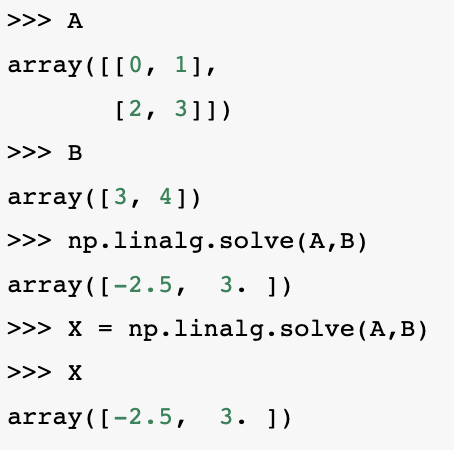 >>> A
array([[0, 1],
       [2, 3]])
>>> B
array([3, 4])
>>> np.linalg.solve(A,B)
array([-2.5,  3. ])
>>> X = np.linalg.solve(A,B)
>>> X
array([-2.5,  3. ])